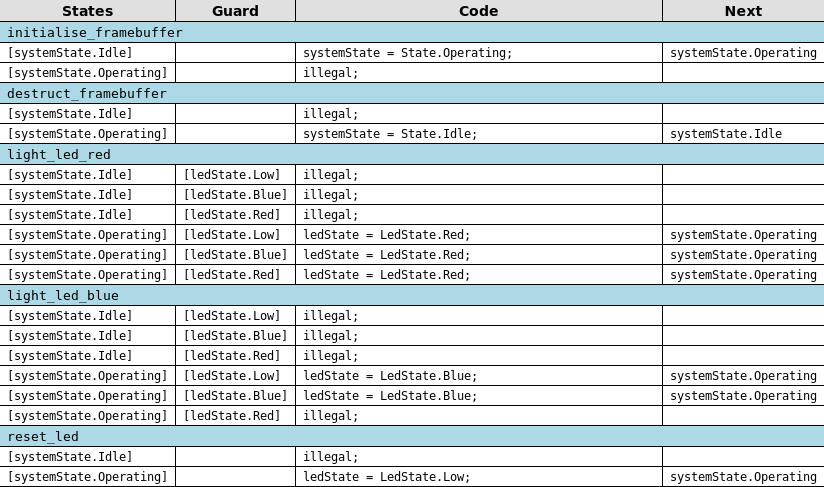 States Guard Code Next
initialise_framebuffer
[systemState.Idle] systemState = State.Operating; systemState.Operating
[systemState.Operating] illegal;
destruct_framebuffer
[systemState.Idle] illegal;
[systemState.Operating] systemState = State.Idle; systemState.Idle
light_led_red
[systemState.Idle] [ledState.Low] illegal;
[systemState.Idle] [ledState.Blue] illegal;
[systemState.Idle] [ledState.Red] illegal;
[systemState.Operating] [ledState.Low] ledState = LedState.Red; systemState.Operating
[systemState.Operating] [ledState.Blue] ledState = LedState.Red; systemState.Operating
[systemState.Operating] [ledState.Red] ledState = LedState.Red; systemState.Operating
light_led_blue
[systemState.Idle] [ledState.Low] illegal;
[systemState.Idle] [ledState.Blue] illegal;
[systemState.Idle] [ledState.Red] illegal;
[systemState.Operating] [ledState.Low] ledState = LedState.Blue; systemState.Operating
[systemState.Operating] [ledState.Blue] ledState = LedState.Blue; systemState.Operating
[systemState.Operating] [ledState.Red] illegal;
reset_led
[systemState.Idle] illegal;
[systemState.Operating] ledState = LedState.Low; systemState.Operating